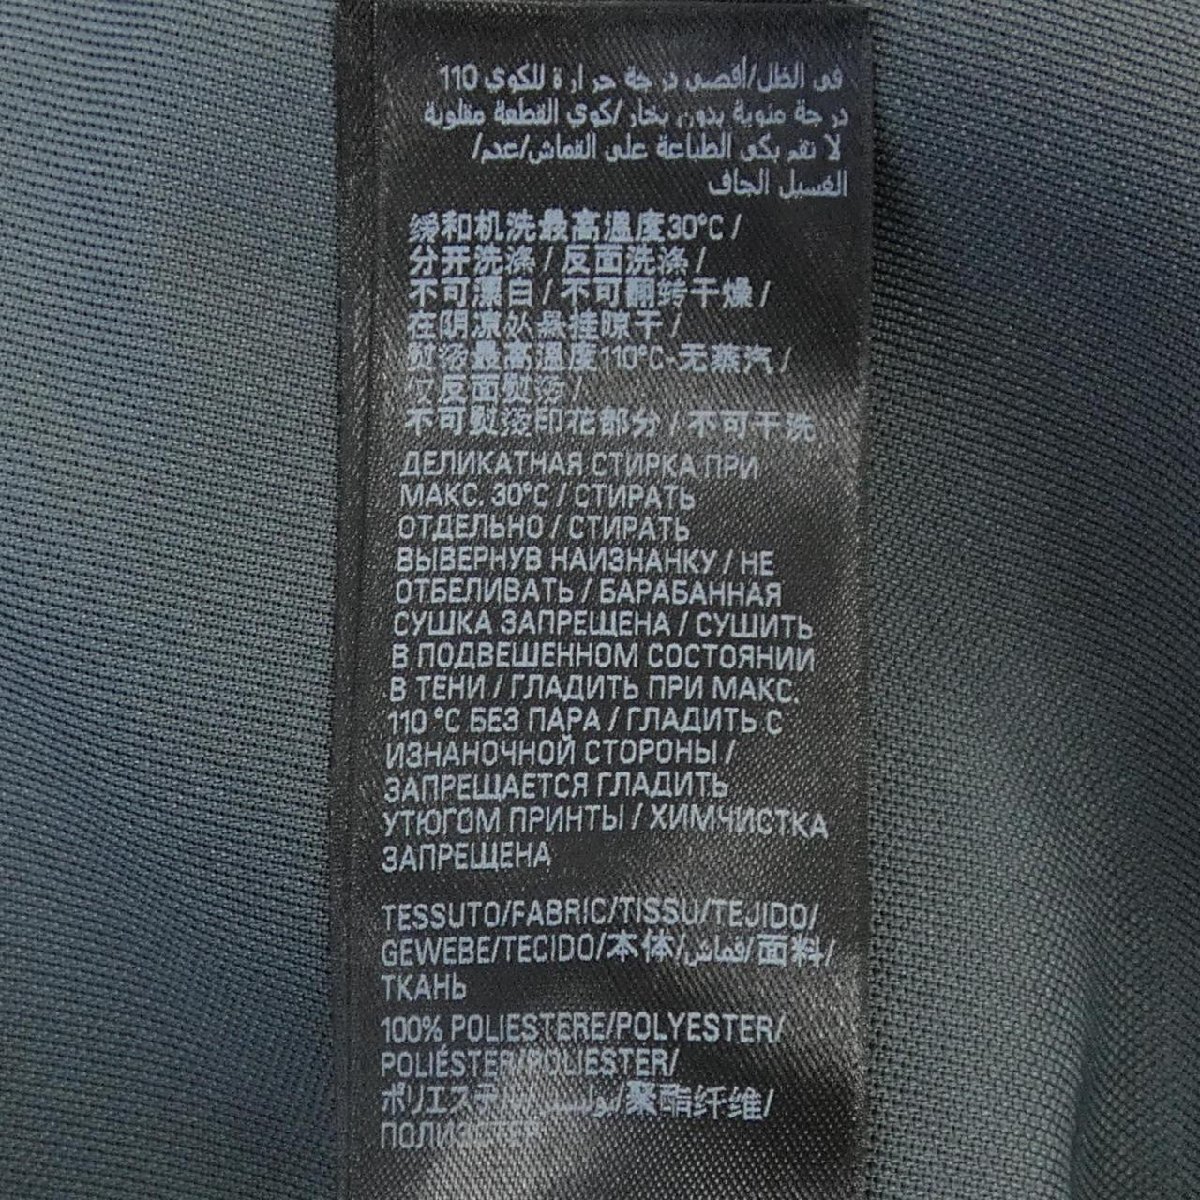 في الظل/أقصى درجة حرارة للكوي 110
درجة مئوية بدون بخار/كوي القطعة مقلوبة
/لا تقم بكي الطباعة على القماش/عدم
الغسيل الجاف
缓和机洗最高温度30°C /
分开洗涤 / 反面洗涤 /
不可漂白 / 不可翻转干燥 /
在阴凉处悬挂晾干 /
熨烫最高温度110°C-无蒸汽 /
仅反面熨烫 /
不可熨烫印花部分 / 不可干洗
ДЕЛИКАТНАЯ СТИРКА ПРИ
МАКС. 30°C / СТИРАТЬ
ОТДЕЛЬНО / СТИРАТЬ
ВЫВЕРНУВ НАИЗНАНКУ / НЕ
ОТБЕЛИВАТЬ / БАРАБАННАЯ
СУШКА ЗАПРЕЩЕНА / СУШИТЬ
В ПОДВЕШЕННОМ СОСТОЯНИИ
В ТЕНИ / ГЛАДИТЬ ПРИ МАКС.
110 °C БЕЗ ПАРА / ГЛАДИТЬ С
ИЗНАНОЧНОЙ СТОРОНЫ /
ЗАПРЕЩАЕТСЯ ГЛАДИТЬ
УТЮГОМ ПРИНТЫ / ХИМЧИСТКА
ЗАПРЕЩЕНА
TESSUTO/FABRIC/TISSU/TEJIDO/
GEWEBE/TECIDO/本体/قماش/面料/
ТКАНЬ
100% POLIESTERE/POLYESTER/
POLIÉSTER/POLIESTER/
ポリエステル/بوليستر/聚酯纤维/
ПОЛИЭСТЕР